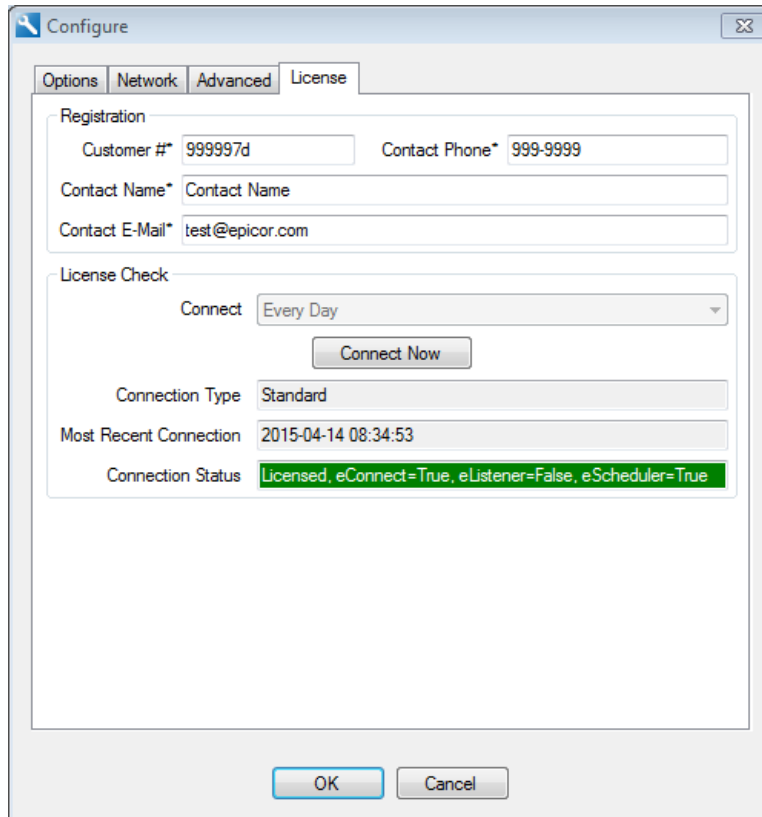 Configure
Options Network Advanced License
Registration
Customer #* 999997d Contact Phone* 999-9999
Contact Name* Contact Name
Contact E-Mail* test@epicor.com
License Check
Connect Every Day
Connect Now
Connection Type Standard
Most Recent Connection 2015-04-14 08:34:53
Connection Status Licensed, eConnect=True, eListener=False, eScheduler=True
OK Cancel